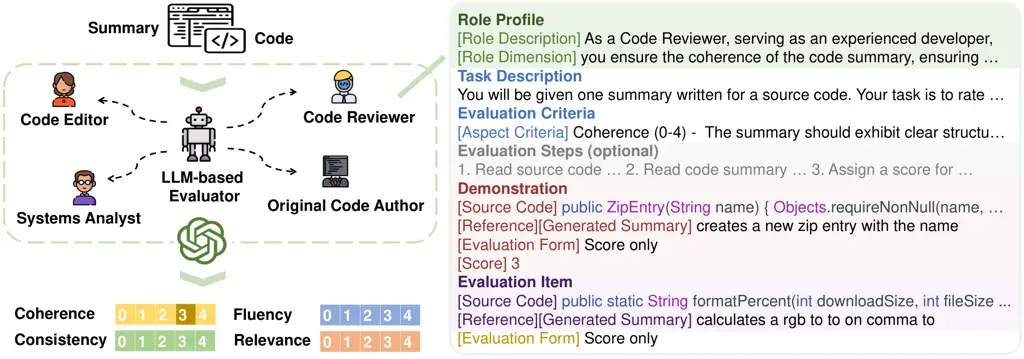 Summary
Code
Code Editor
Code Reviewer
LLM-based
Evaluator
Systems Analyst
Original Code Author
Coherence 0 1 2 3 4
Fluency 0 1 2 3 4
Consistency 0 1 2 3 4
Relevance 0 1 2 3 4
Role Profile
[Role Description] As a Code Reviewer, serving as an experienced developer,
[Role Dimension] you ensure the coherence of the code summary, ensuring …
Task Description
You will be given one summary written for a source code. Your task is to rate …
Evaluation Criteria
[Aspect Criteria] Coherence (0-4) - The summary should exhibit clear structu…
Evaluation Steps (optional)
1. Read source code … 2. Read code summary … 3. Assign a score for …
Demonstration
[Source Code] public ZipEntry(String name) { Objects.requireNonNull(name, …
[Reference][Generated Summary] creates a new zip entry with the name
[Evaluation Form] Score only
[Score] 3
Evaluation Item
[Source Code] public static String formatPercent(int downloadSize, int fileSize ...
[Reference][Generated Summary] calculates a rgb to to on comma to
[Evaluation Form] Score only